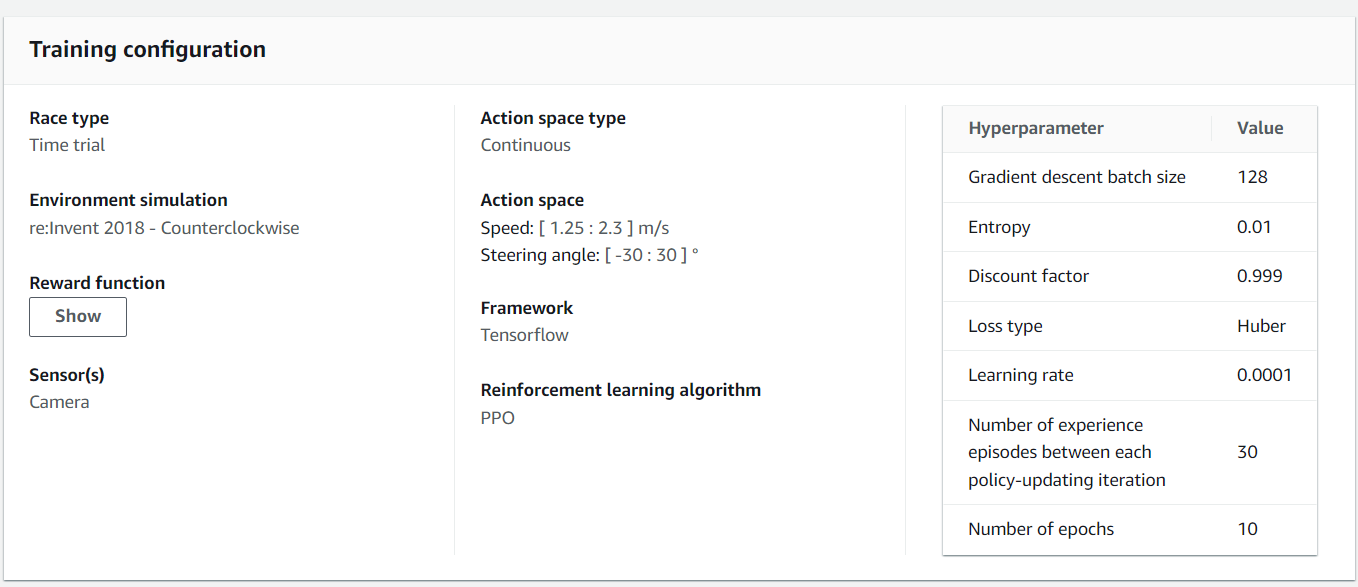 Training configuration
Race type
Time trial
Environment simulation
re:Invent 2018 - Counterclockwise
Reward function
Show
Sensor(s)
Camera
Action space type
Continuous
Action space
Speed: [ 1.25 : 2.3 ] m/s
Steering angle: [ -30 : 30 ] °
Framework
Tensorflow
Reinforcement learning algorithm
PPO
Hyperparameter Value
Gradient descent batch size 128
Entropy 0.01
Discount factor 0.999
Loss type Huber
Learning rate 0.0001
Number of experience
episodes between each 30
policy-updating iteration
Number of epochs 10